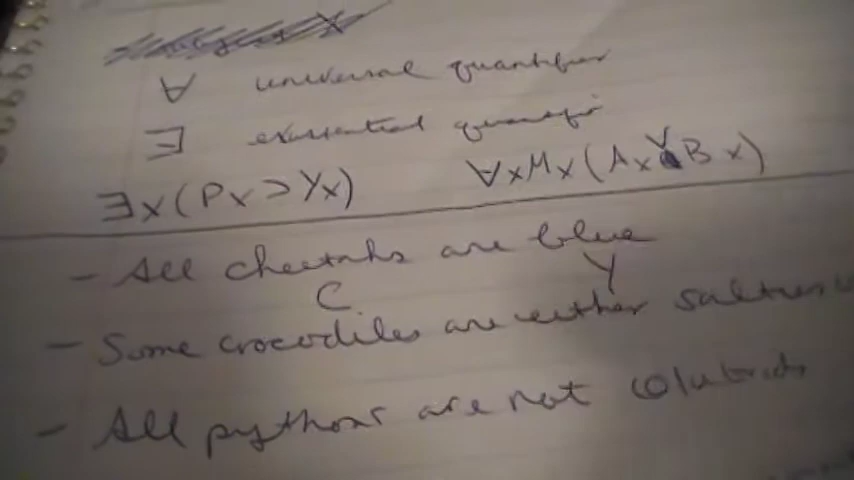 ∀ universal quantifier
∃ existential quantifier
∃x(Px⊃Yx) ∀xMx(Ax∨Bx)
- All cheetahs are blue
C Y
- Some crocodiles are either
- All pythons are not colubrids